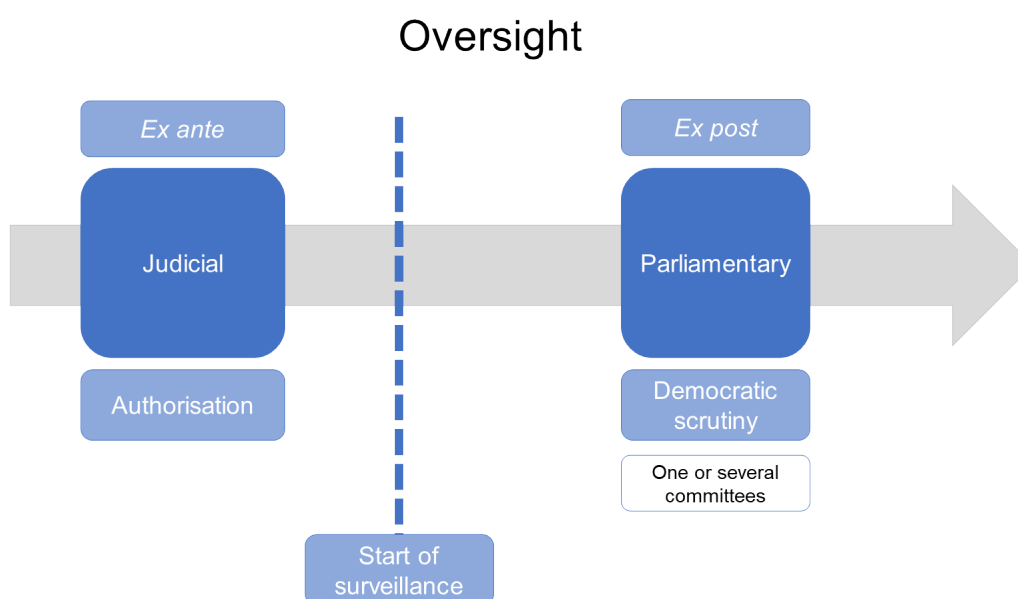 Oversight
Ex ante
Ex post
Judicial
Parliamentary
Authorisation
Democratic
scrutiny
One or several
committees
Start of
surveillance